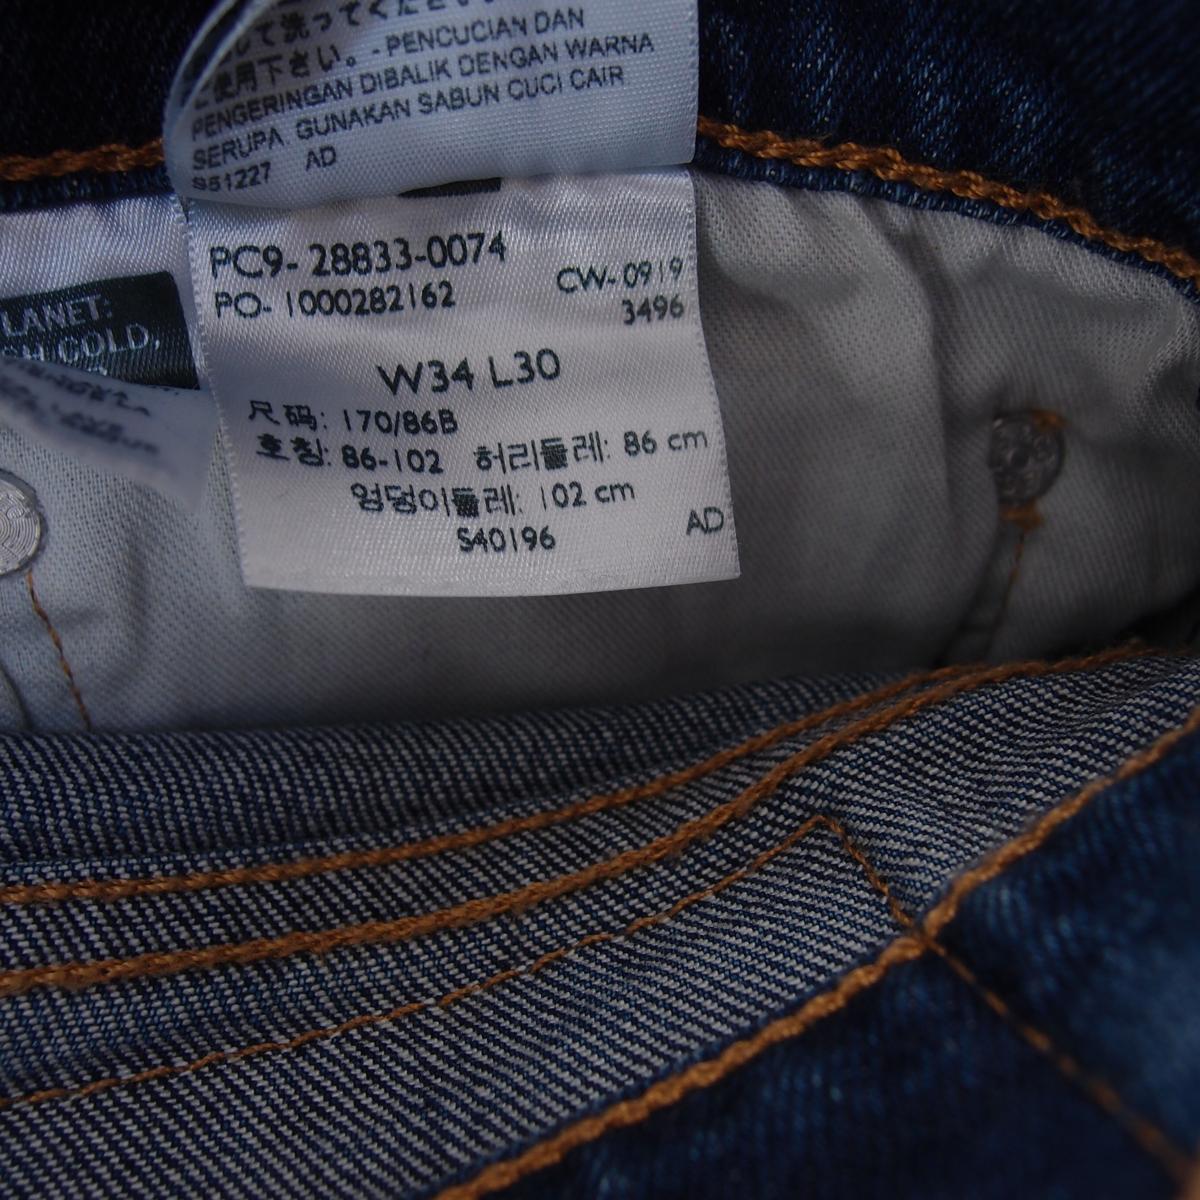 て洗ってください。
ご使用下さい。 - PENCUCIAN DAN
PENGERINGAN DIBALIK DENGAN WARNA
SERUPA GUNAKAN SABUN CUCI CAIR
S51227 AD
LANET:
COLD,
PC9- 28833-0074
PO- 1000282162
CW- 0919
3496
W34 L30
尺码: 170/86B
호칭: 86-102 허리둘레: 86 cm
엉덩이둘레: 102 cm
S40196
AD